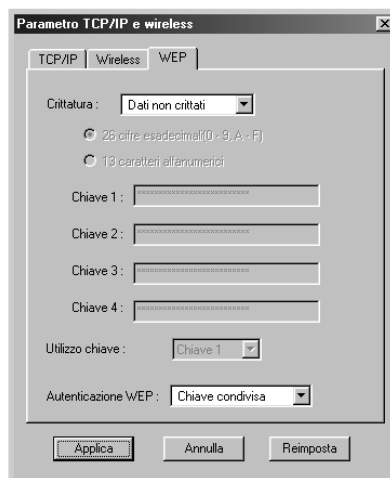 Parametro TCP/IP e wireless
TCP/IP Wireless WEP
Crittatura : Dati non crittati
26 cifre esadecimali(0 - 9, A - F)
13 caratteri alfanumerici
Chiave 1 : **************************
Chiave 2 : **************************
Chiave 3 : **************************
Chiave 4 : **************************
Utilizzo chiave : Chiave 1
Autenticazione WEP : Chiave condivisa
Applica Annulla Reimposta